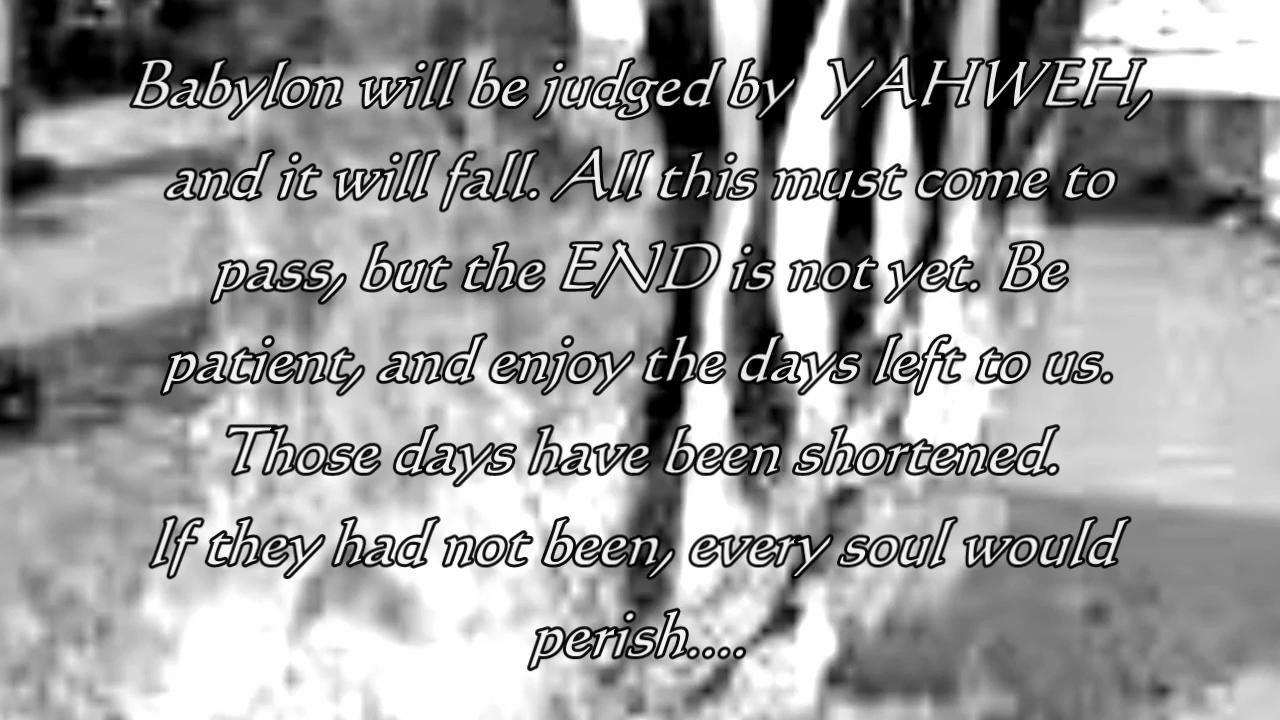 Babylon will be judged by YAHWEH,
and it will fall. All this must come to
pass, but the END is not yet. Be
patient, and enjoy the days left to us.
Those days have been shortened.
If they had not been, every soul would
perish....